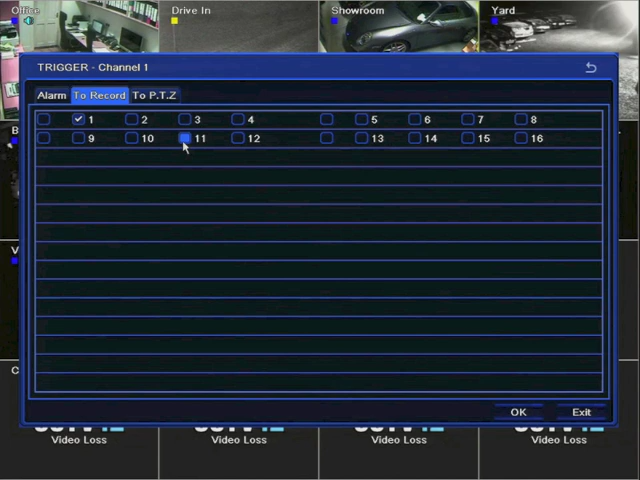 Office
Drive In
Showroom
Yard
TRIGGER - Channel 1
Alarm To Record To P.T.Z
1 2 3 4 5 6 7 8
9 10 11 12 13 14 15 16
OK Exit
Video Loss Video Loss Video Loss Video Loss